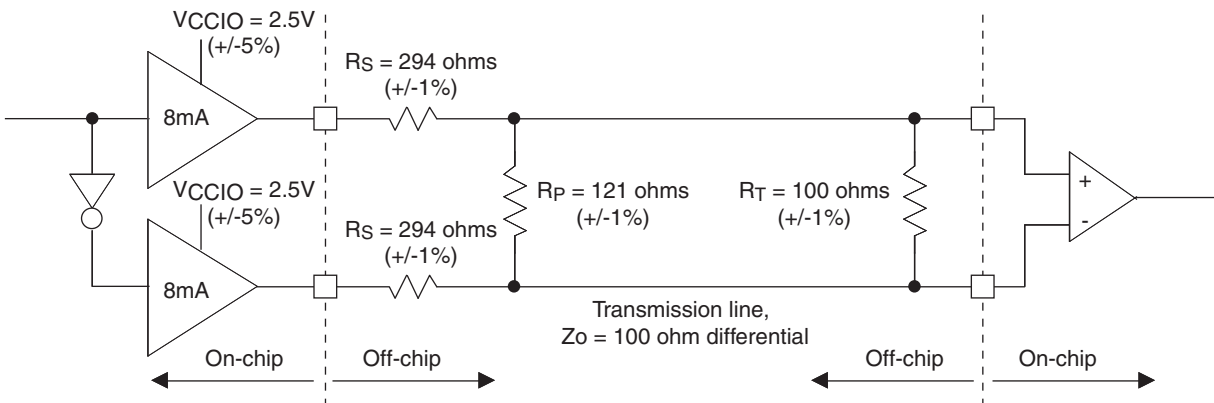 VCCIO = 2.5V
(+/-5%)
8mA
RS = 294 ohms
(+/-1%)
VCCIO = 2.5V
(+/-5%)
8mA
RS = 294 ohms
(+/-1%)
RP = 121 ohms
(+/-1%)
RT = 100 ohms
(+/-1%)
+
-
Transmission line,
Zo = 100 ohm differential
On-chip
Off-chip
Off-chip
On-chip